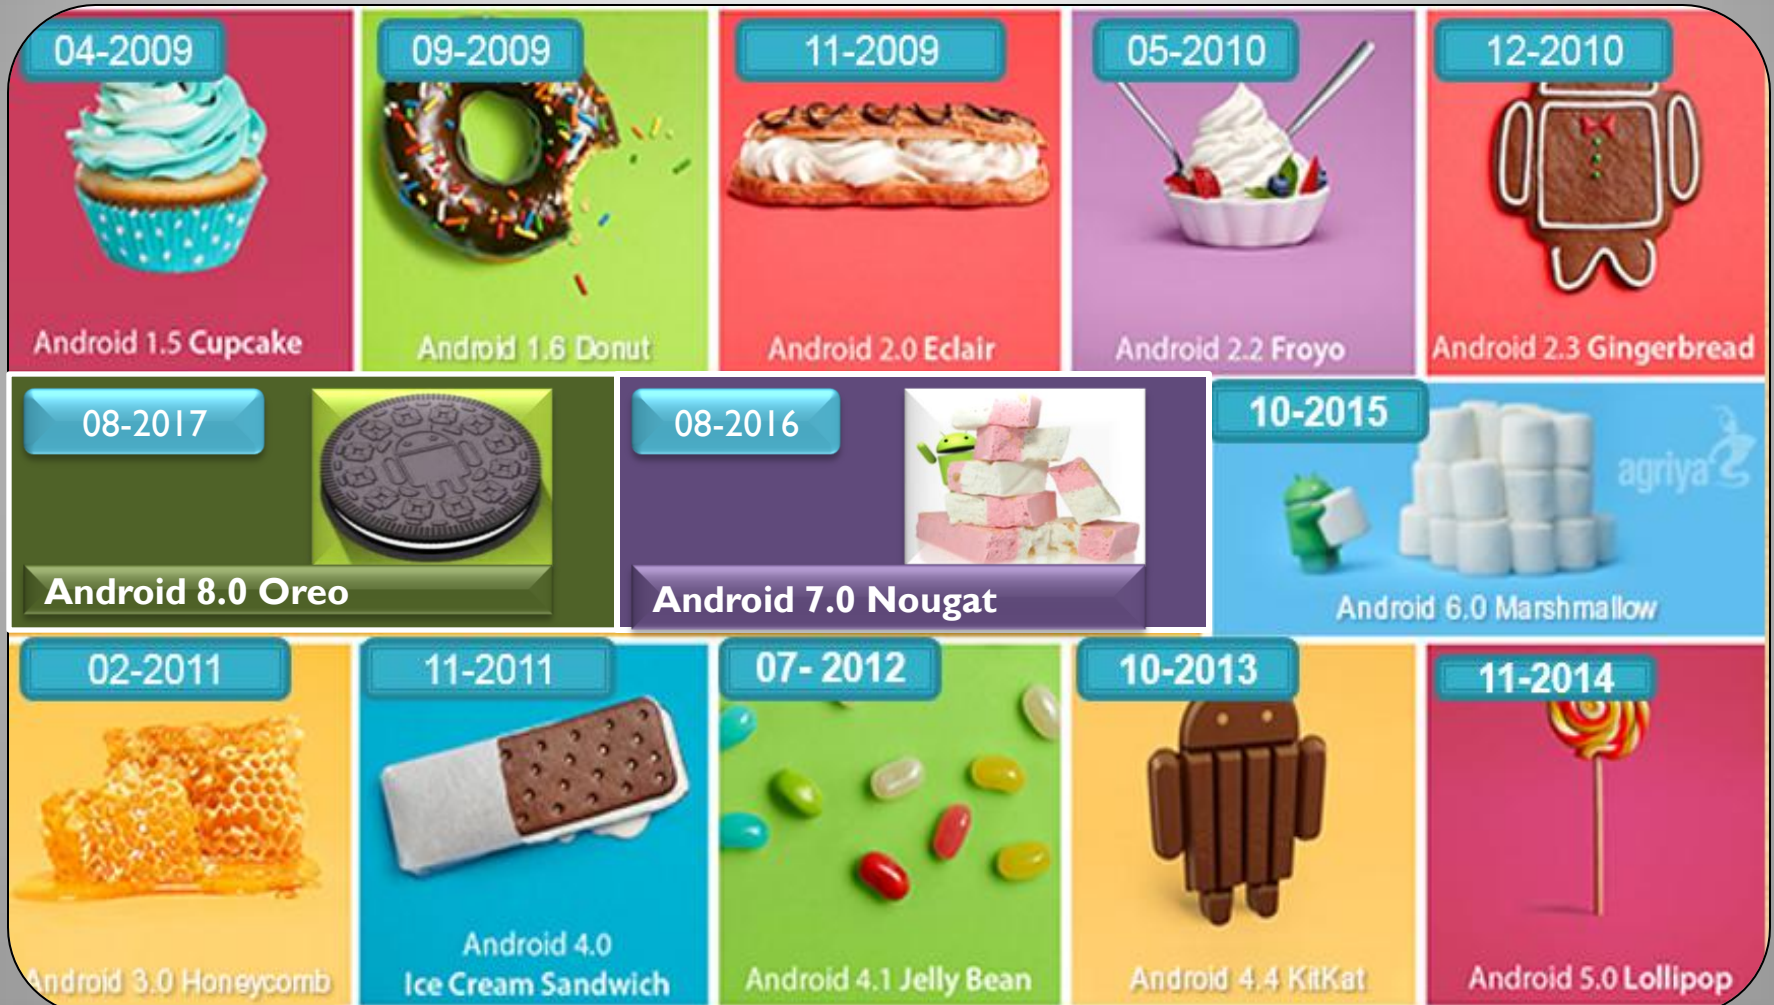 04-2009
09-2009
11-2009
05-2010
12-2010
Android 1.5 Cupcake
Android 1.6 Donut
Android 2.0 Eclair
Android 2.2 Froyo
Android 2.3 Gingerbread
08-2017
08-2016
10-2015
agriya
Android 8.0 Oreo
Android 7.0 Nougat
Android 6.0 Marshmallow
02-2011
11-2011
07- 2012
10-2013
11-2014
Android 3.0 Honeycomb
Android 4.0
Ice Cream Sandwich
Android 4.1 Jelly Bean
Android 4.4 KitKat
Android 5.0 Lollipop